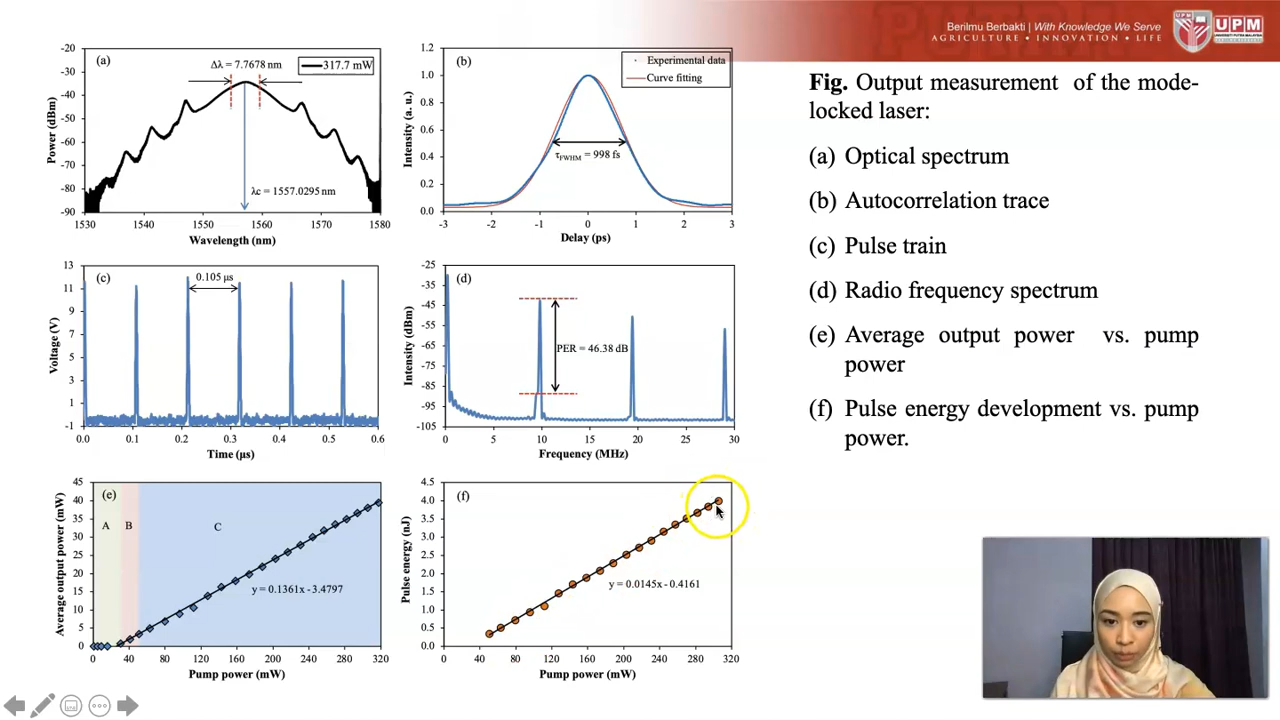 Berilmu Berbakti | With Knowledge We Serve
AGRICULTURE • INNOVATION • LIFE
UPM
Fig. Output measurement of the mode-
locked laser:
(a) Optical spectrum
(b) Autocorrelation trace
(c) Pulse train
(d) Radio frequency spectrum
(e) Average output power vs. pump
power
(f) Pulse energy development vs. pump
power.
(a)
Δλ = 7.7678 nm
317.7 mW
λc = 1557.0295 nm
Power (dBm)
-20
-30
-40
-50
-60
-70
-80
-90
1530 1540 1550 1560 1570 1580
Wavelength (nm)
(b)
Experimental data
Curve fitting
τFWHM = 998 fs
Intensity (a. u.)
1.2
1.0
0.8
0.6
0.4
0.2
0.0
-3 -2 -1 0 1 2 3
Delay (ps)
(c)
0.105 µs
Voltage (V)
13
11
9
7
5
3
1
-1
0.0 0.1 0.2 0.3 0.4 0.5 0.6
Time (µs)
(d)
PER = 46.38 dB
Intensity (dBm)
-25
-35
-45
-55
-65
-75
-85
-95
-105
0 5 10 15 20 25 30
Frequency (MHz)
(e)
A B C
y = 0.1361x - 3.4797
Average output power (mW)
45
40
35
30
25
20
15
10
5
0
0 40 80 120 160 200 240 280 320
Pump power (mW)
(f)
y = 0.0145x - 0.4161
Pulse energy (nJ)
4.5
4.0
3.5
3.0
2.5
2.0
1.5
1.0
0.5
0.0
0 40 80 120 160 200 240 280 320
Pump power (mW)